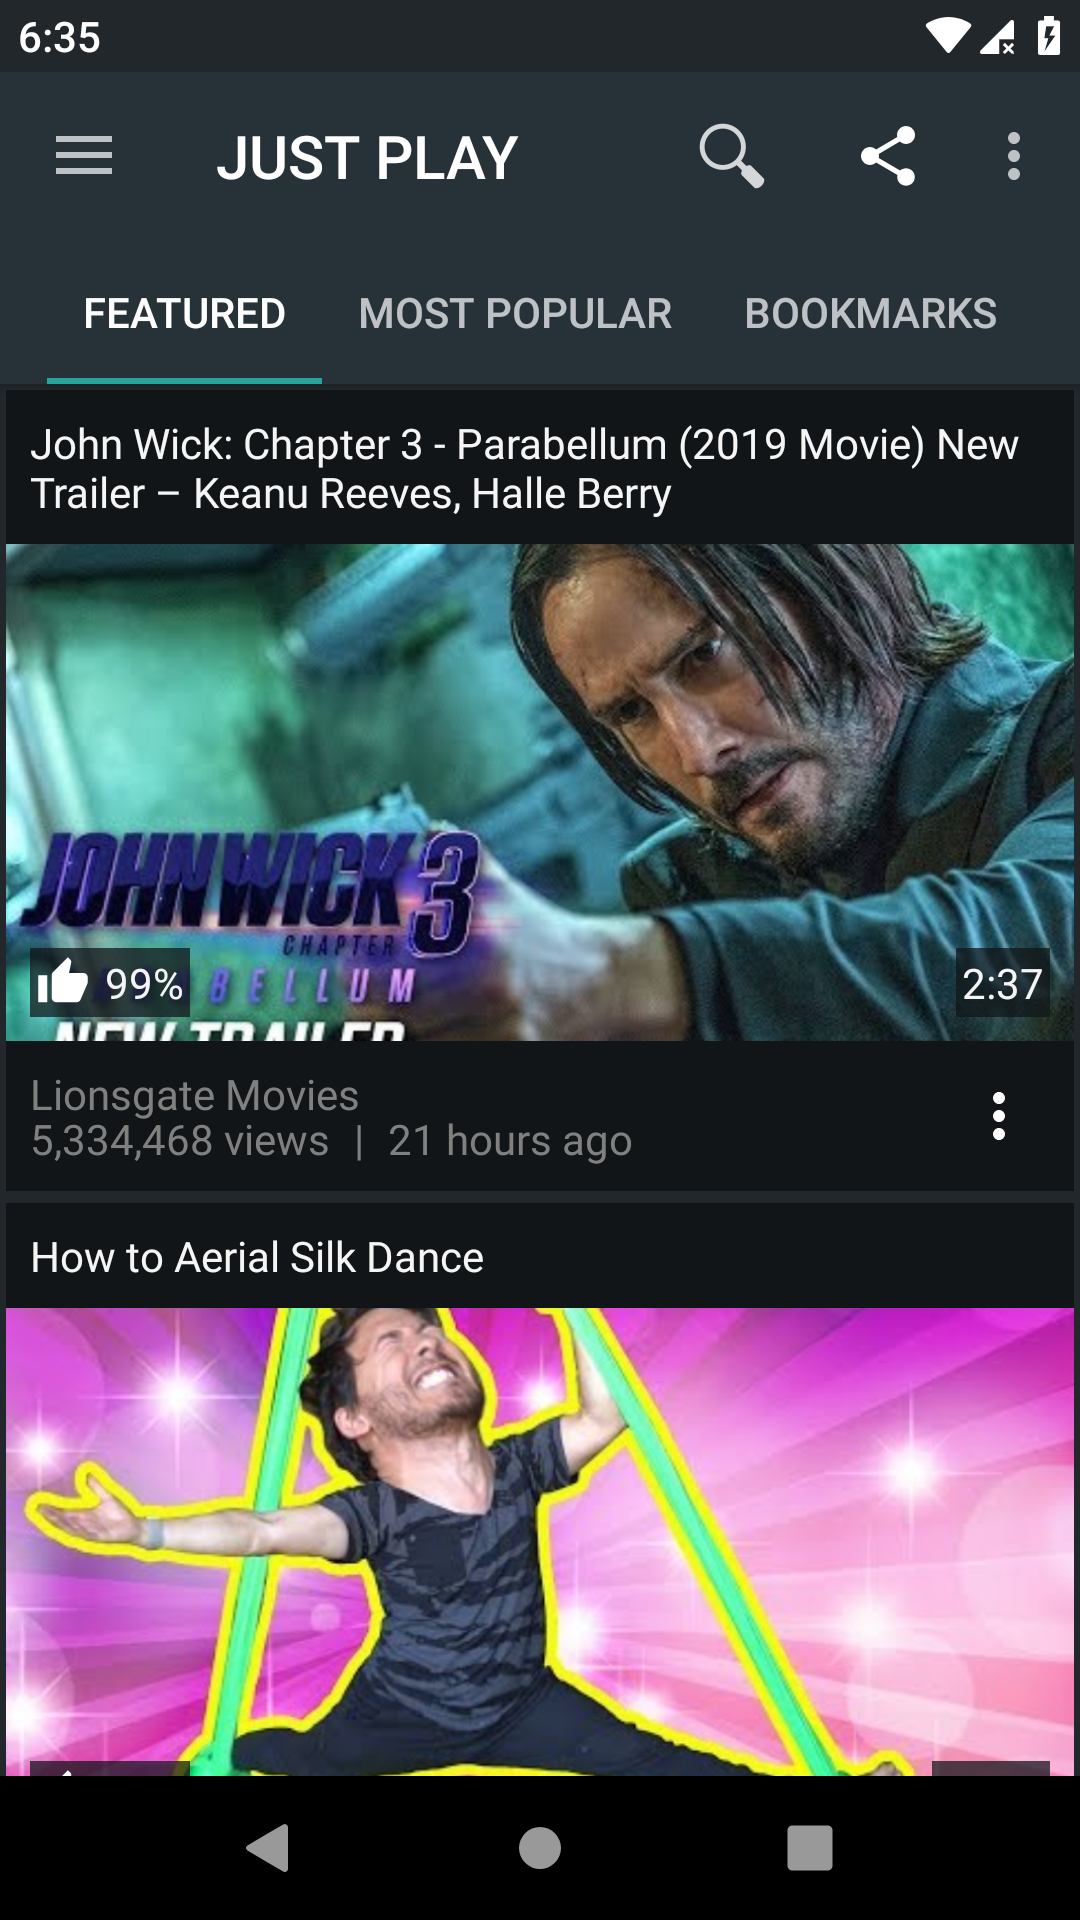 6:35
JUST PLAY
FEATURED
MOST POPULAR
BOOKMARKS
John Wick: Chapter 3 - Parabellum (2019 Movie) New
Trailer – Keanu Reeves, Halle Berry
JOHN WICK 3
CHAPTER
BELLUM
99%
2:37
NEW TRAILER
Lionsgate Movies
5,334,468 views | 21 hours ago
How to Aerial Silk Dance